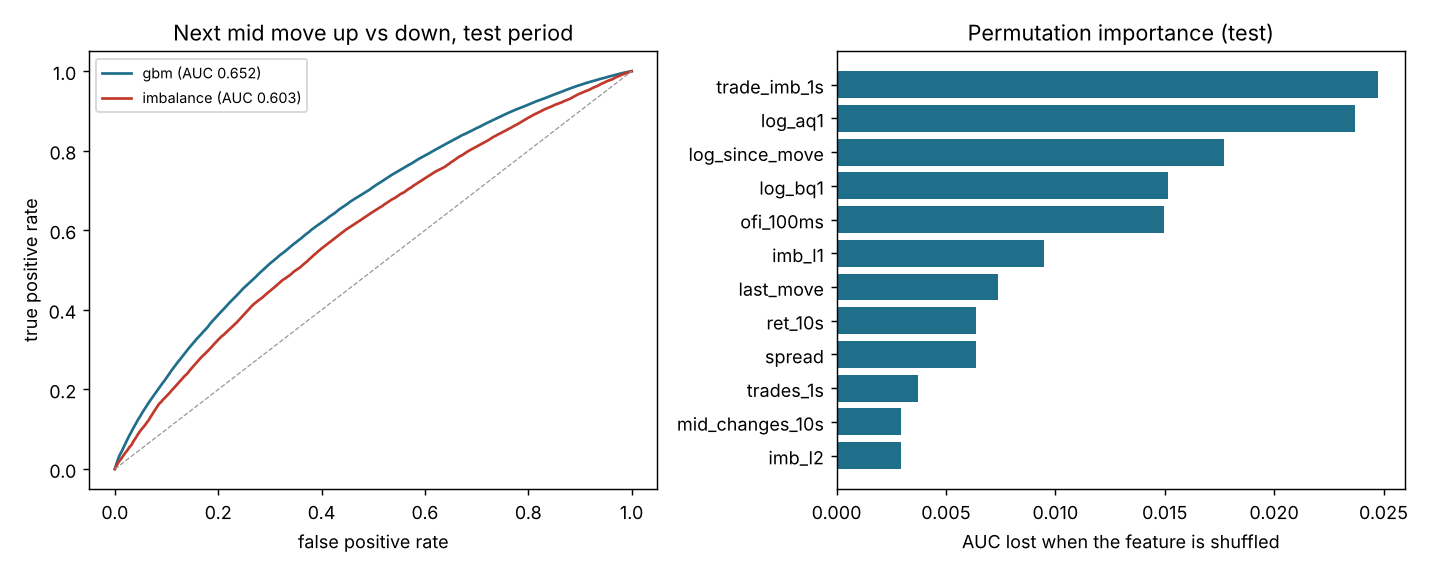 Next mid move up vs down, test period
gbm (AUC 0.652)
imbalance (AUC 0.603)
true positive rate
1.0
0.8
0.6
0.4
0.2
0.0
0.0 0.2 0.4 0.6 0.8 1.0
false positive rate
Permutation importance (test)
trade_imb_1s
log_aq1
log_since_move
log_bq1
ofi_100ms
imb_l1
last_move
ret_10s
spread
trades_1s
mid_changes_10s
imb_l2
0.000 0.005 0.010 0.015 0.020 0.025
AUC lost when the feature is shuffled